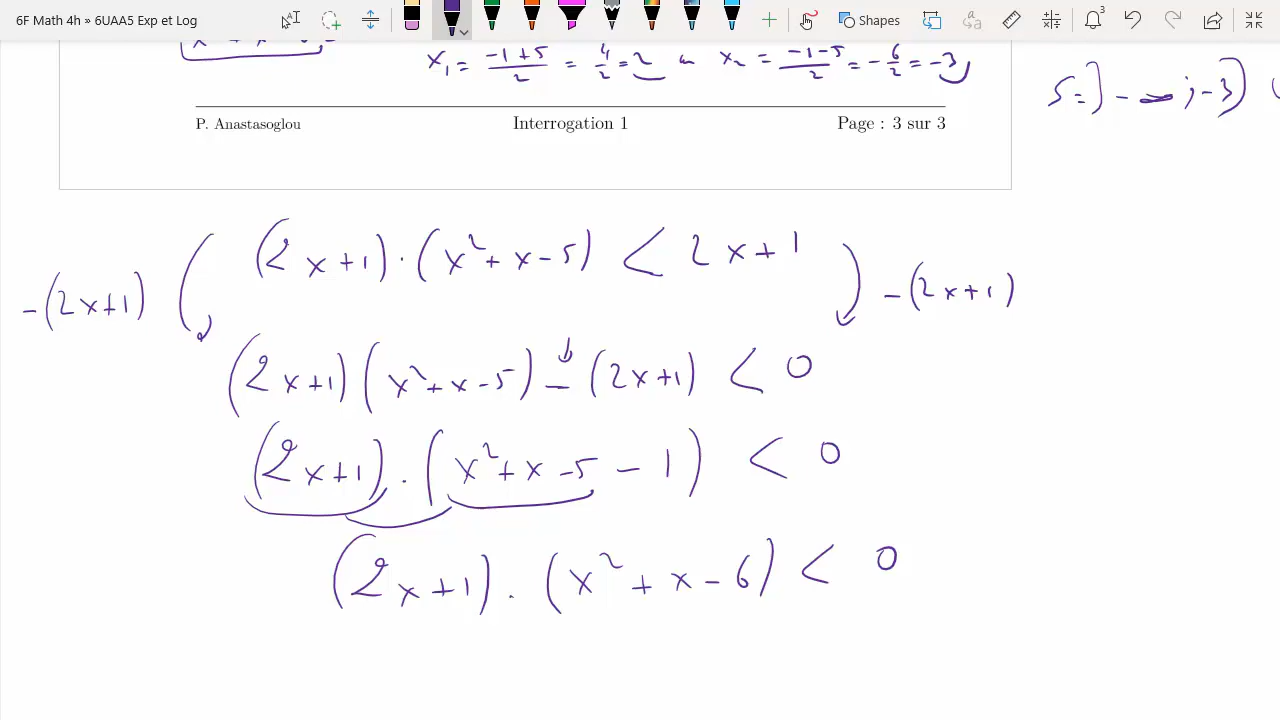 6F Math 4h » 6UAA5 Exp et Log
Shapes
3
x₁ = (-1+5)/2 = 4/2 = 2 x₂ = (-1-5)/2 = -6/2 = -3
S = ]-∞ ; -3)
P. Anastasoglou Interrogation 1 Page : 3 sur 3
(2x+1)·(x²+x-5) < 2x+1
-(2x+1) -(2x+1)
(2x+1)(x²+x-5) - (2x+1) < 0
(2x+1).(x²+x-5-1) < 0
(2x+1).(x²+x-6) < 0